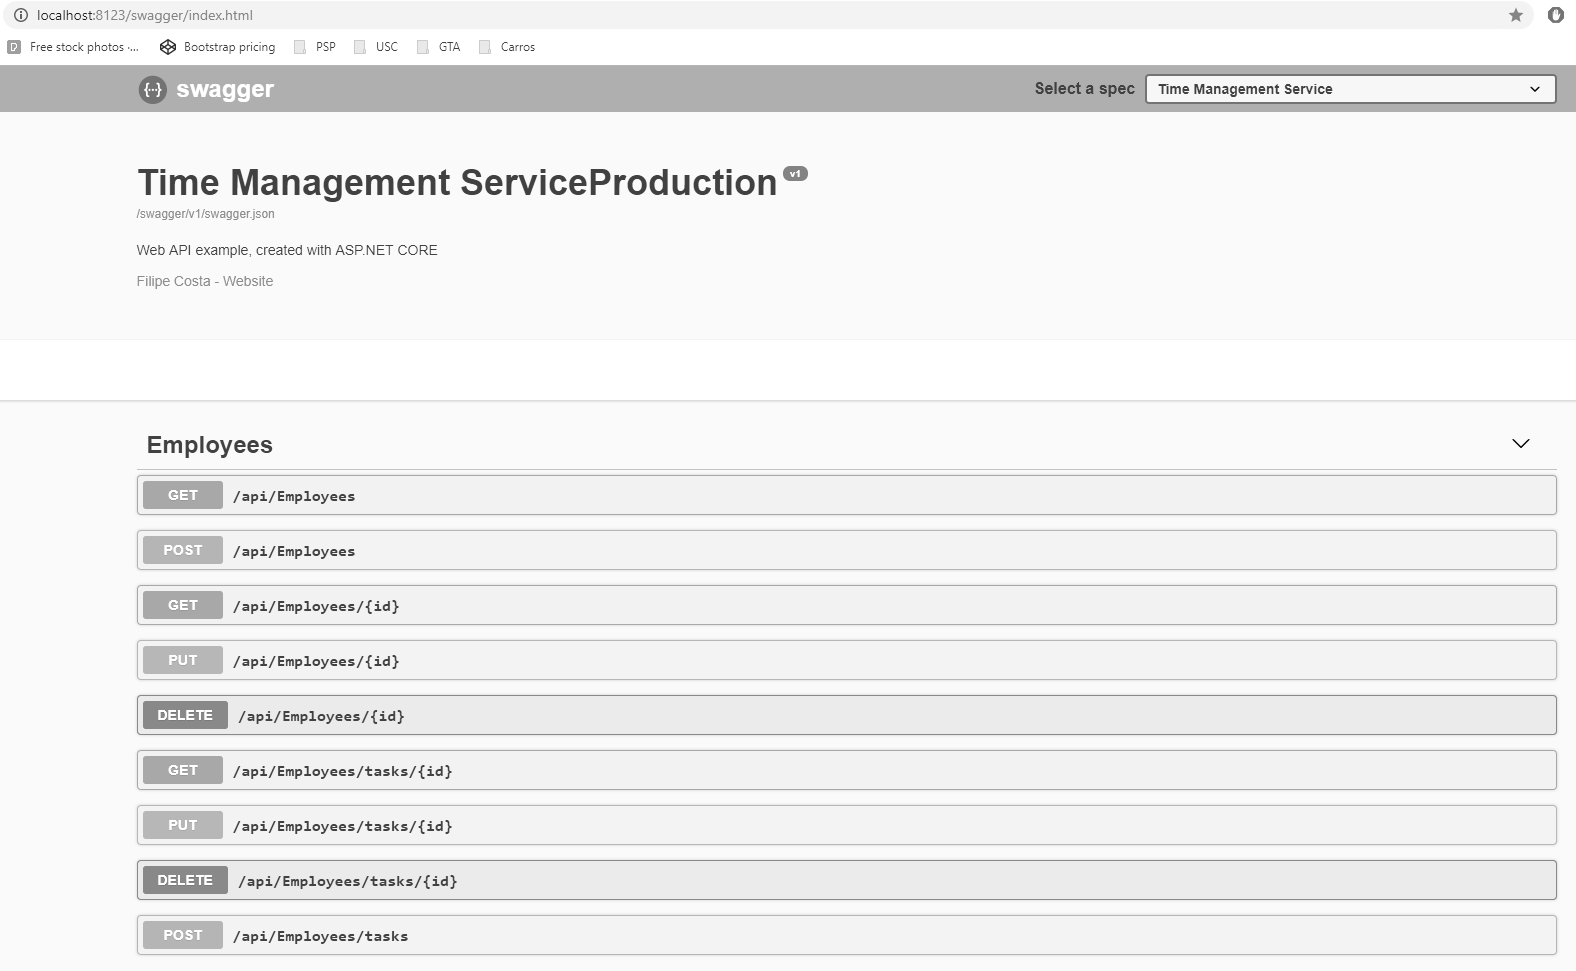 localhost:8123/swagger/index.html
Free stock photos ·... Bootstrap pricing PSP USC GTA Carros
{··} swagger Select a spec Time Management Service
Time Management ServiceProduction v1
/swagger/v1/swagger.json
Web API example, created with ASP.NET CORE
Filipe Costa - Website
Employees
GET /api/Employees
POST /api/Employees
GET /api/Employees/{id}
PUT /api/Employees/{id}
DELETE /api/Employees/{id}
GET /api/Employees/tasks/{id}
PUT /api/Employees/tasks/{id}
DELETE /api/Employees/tasks/{id}
POST /api/Employees/tasks